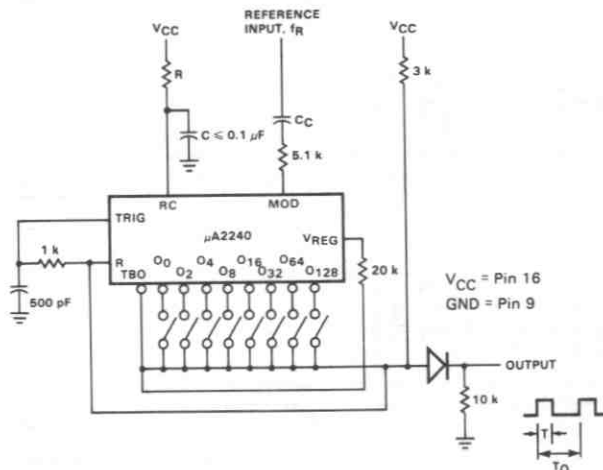 REFERENCE
INPUT, fR
VCC
VCC
R
3 k
CC
C ≤ 0.1 μF
5.1 k
RC
MOD
TRIG
μA2240
VREG
1 k
R
O0
O2
O4
O8
O16
O32
O64
O128
TBO
20 k
500 pF
VCC = Pin 16
GND = Pin 9
OUTPUT
10 k
T
TO